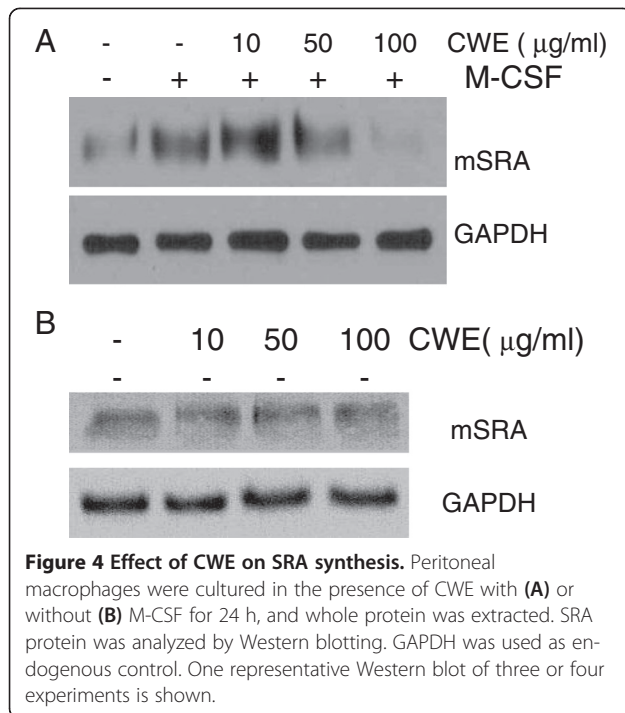 A - - 10 50 100 CWE ( μg/ml)
- + + + + M-CSF
mSRA
GAPDH
B - 10 50 100 CWE( μg/ml)
- - - -
mSRA
GAPDH
Figure 4 Effect of CWE on SRA synthesis. Peritoneal
macrophages were cultured in the presence of CWE with (A) or
without (B) M-CSF for 24 h, and whole protein was extracted. SRA
protein was analyzed by Western blotting. GAPDH was used as en-
dogenous control. One representative Western blot of three or four
experiments is shown.